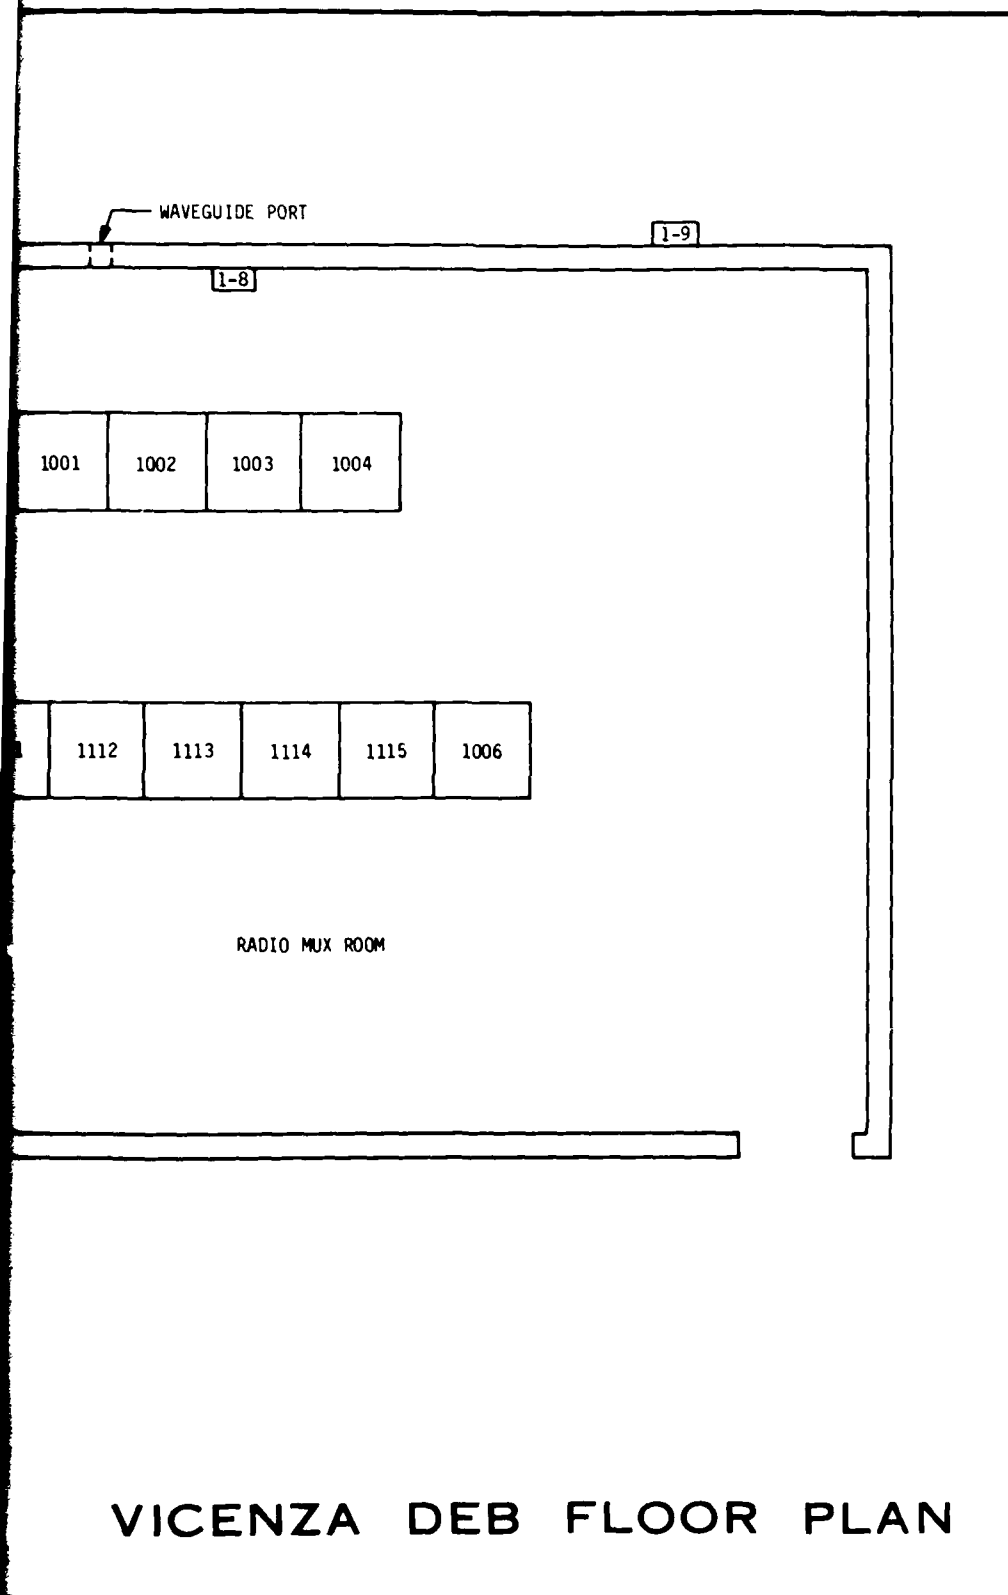 WAVEGUIDE PORT
1-9
1-8
1001 1002 1003 1004
1112 1113 1114 1115 1006
RADIO MUX ROOM
VICENZA DEB FLOOR PLAN